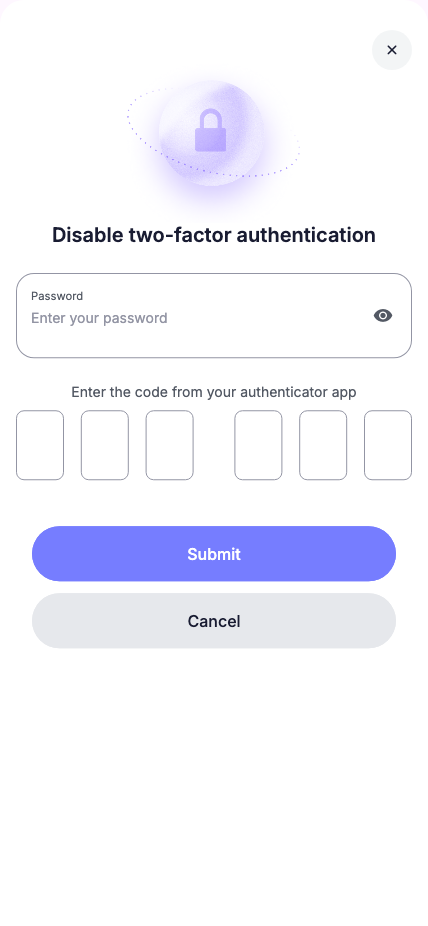 Disable two-factor authentication
Password
Enter your password
Enter the code from your authenticator app
Submit
Cancel